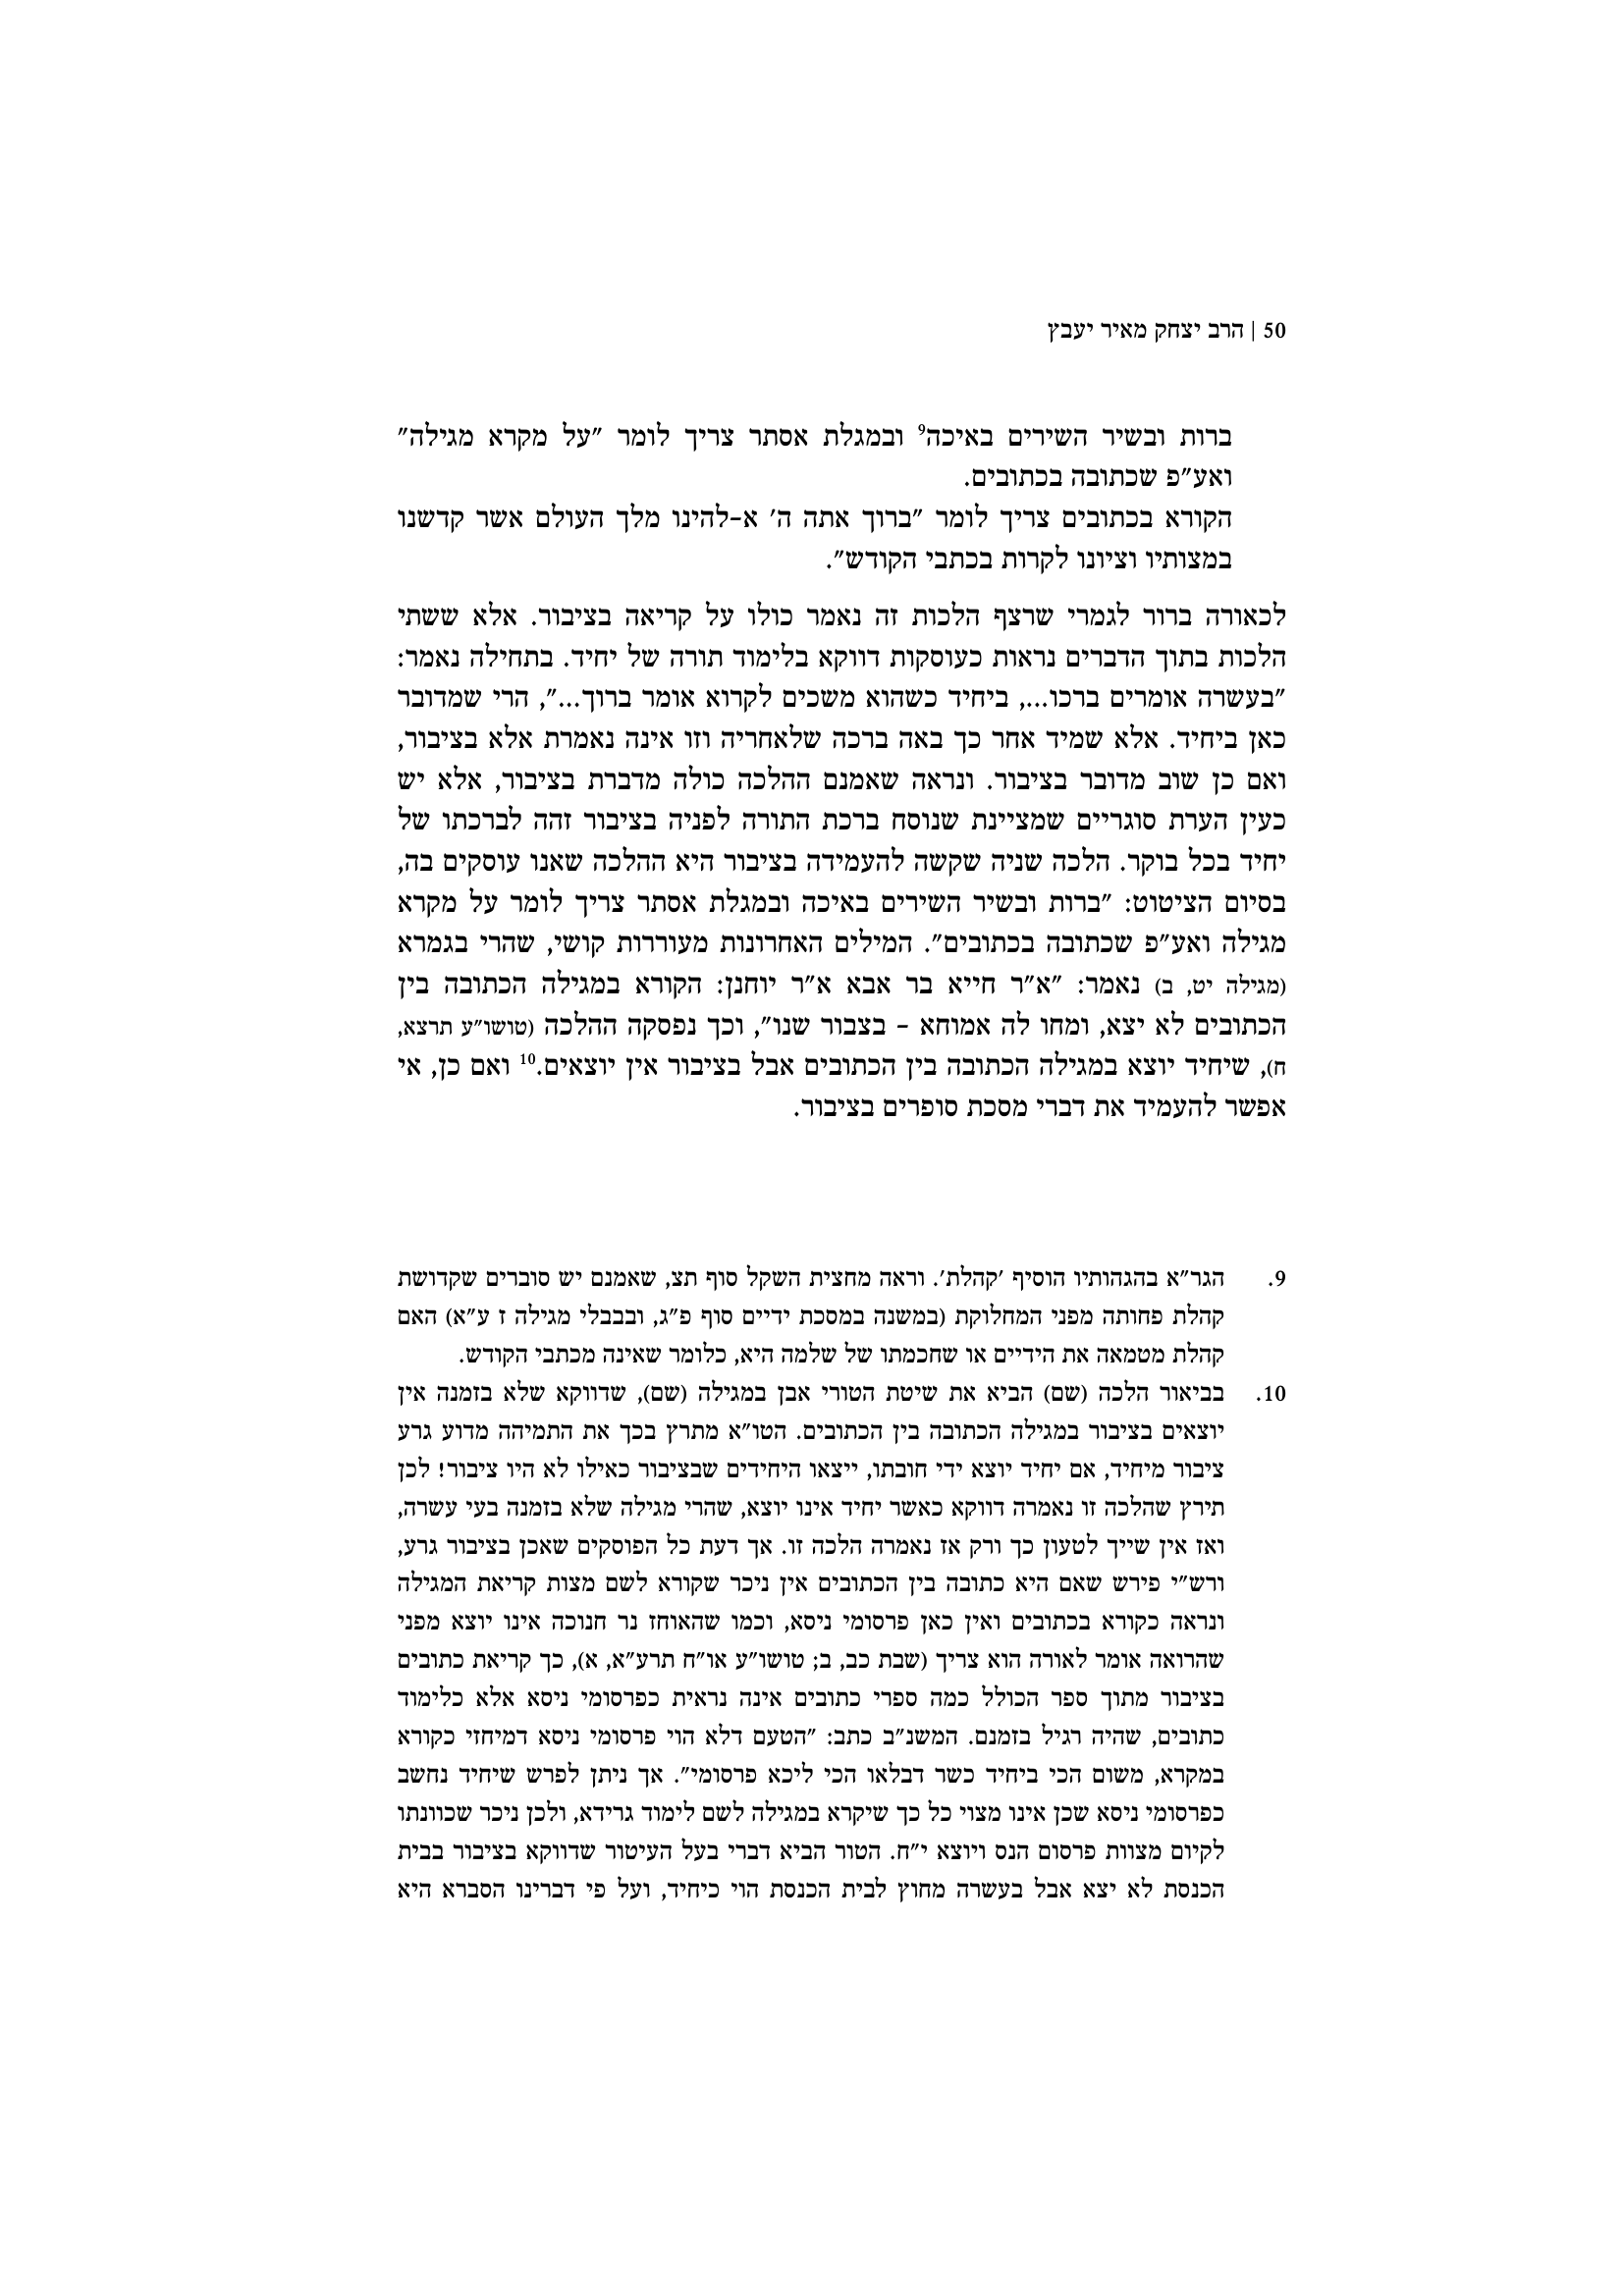 50 | הרב יצחק מאיר יעבץ
ברות ובשיר השירים באיכה⁹ ובמגלת אסתר צריך לומר "על מקרא מגילה"
ואע"פ שכתובה בכתובים.
הקורא בכתובים צריך לומר "ברוך אתה ה' א–להינו מלך העולם אשר קדשנו
במצותיו וציונו לקרות בכתבי הקודש".
לכאורה ברור לגמרי שרצף הלכות זה נאמר כולו על קריאה בציבור. אלא ששתי
הלכות בתוך הדברים נראות כעוסקות דווקא בלימוד תורה של יחיד. בתחילה נאמר:
"בעשרה אומרים ברכו..., ביחיד כשהוא משכים לקרוא אומר ברוך...", הרי שמדובר
כאן ביחיד. אלא שמיד אחר כך באה ברכה שלאחריה וזו אינה נאמרת אלא בציבור,
ואם כן שוב מדובר בציבור. ונראה שאמנם ההלכה כולה מדברת בציבור, אלא יש
כעין הערת סוגריים שמציינת שנוסח ברכת התורה לפניה בציבור זהה לברכתו של
יחיד בכל בוקר. הלכה שניה שקשה להעמידה בציבור היא ההלכה שאנו עוסקים בה,
בסיום הציטוט: "ברות ובשיר השירים באיכה ובמגלת אסתר צריך לומר על מקרא
מגילה ואע"פ שכתובה בכתובים". המילים האחרונות מעוררות קושי, שהרי בגמרא
(מגילה יט, ב) נאמר: "א"ר חייא בר אבא א"ר יוחנן: הקורא במגילה הכתובה בין
הכתובים לא יצא, ומחו לה אמוחא – בצבור שנו", וכך נפסקה ההלכה (טושו"ע תרצא,
ח), שיחיד יוצא במגילה הכתובה בין הכתובים אבל בציבור אין יוצאים.¹⁰ ואם כן, אי
אפשר להעמיד את דברי מסכת סופרים בציבור.
9. הגר"א בהגהותיו הוסיף 'קהלת'. וראה מחצית השקל סוף תצ, שאמנם יש סוברים שקדושת
קהלת פחותה מפני המחלוקת (במשנה במסכת ידיים סוף פ"ג, ובבבלי מגילה ז ע"א) האם
קהלת מטמאה את הידיים או שחכמתו של שלמה היא, כלומר שאינה מכתבי הקודש.
10. בביאור הלכה (שם) הביא את שיטת הטורי אבן במגילה (שם), שדווקא שלא בזמנה אין
יוצאים בציבור במגילה הכתובה בין הכתובים. הטו"א מתרץ בכך את התמיהה מדוע גרע
ציבור מיחיד, אם יחיד יוצא ידי חובתו, ייצאו היחידים שבציבור כאילו לא היו ציבור! לכן
תירץ שהלכה זו נאמרה דווקא כאשר יחיד אינו יוצא, שהרי מגילה שלא בזמנה בעי עשרה,
ואז אין שייך לטעון כך ורק אז נאמרה הלכה זו. אך דעת כל הפוסקים שאכן בציבור גרע,
ורש"י פירש שאם היא כתובה בין הכתובים אין ניכר שקורא לשם מצות קריאת המגילה
ונראה כקורא בכתובים ואין כאן פרסומי ניסא, וכמו שהאוחז נר חנוכה אינו יוצא מפני
שהרואה אומר לאורה הוא צריך (שבת כב, ב; טושו"ע או"ח תרע"א, א), כך קריאת כתובים
בציבור מתוך ספר הכולל כמה ספרי כתובים אינה נראית כפרסומי ניסא אלא כלימוד
כתובים, שהיה רגיל בזמנם. המשנ"ב כתב: "הטעם דלא הוי פרסומי ניסא דמיחזי כקורא
במקרא, משום הכי ביחיד כשר דבלאו הכי ליכא פרסומי". אך ניתן לפרש שיחיד נחשב
כפרסומי ניסא שכן אינו מצוי כל כך שיקרא במגילה לשם לימוד גרידא, ולכן ניכר שכוונתו
לקיום מצוות פרסום הנס ויוצא י"ח. הטור הביא דברי בעל העיטור שדווקא בציבור בבית
הכנסת לא יצא אבל בעשרה מחוץ לבית הכנסת הוי כיחיד, ועל פי דברינו הסברא היא